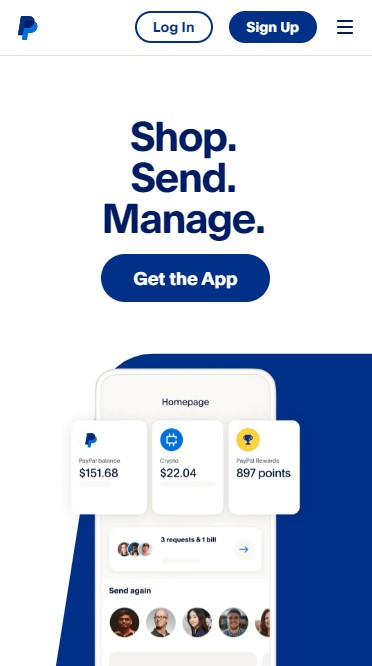 Log In
Sign Up
Shop.
Send.
Manage.
Get the App
Homepage
PayPal balance
$151.68
Crypto
$22.04
PayPal Rewards
897 points
3 requests & 1 bill
Send again